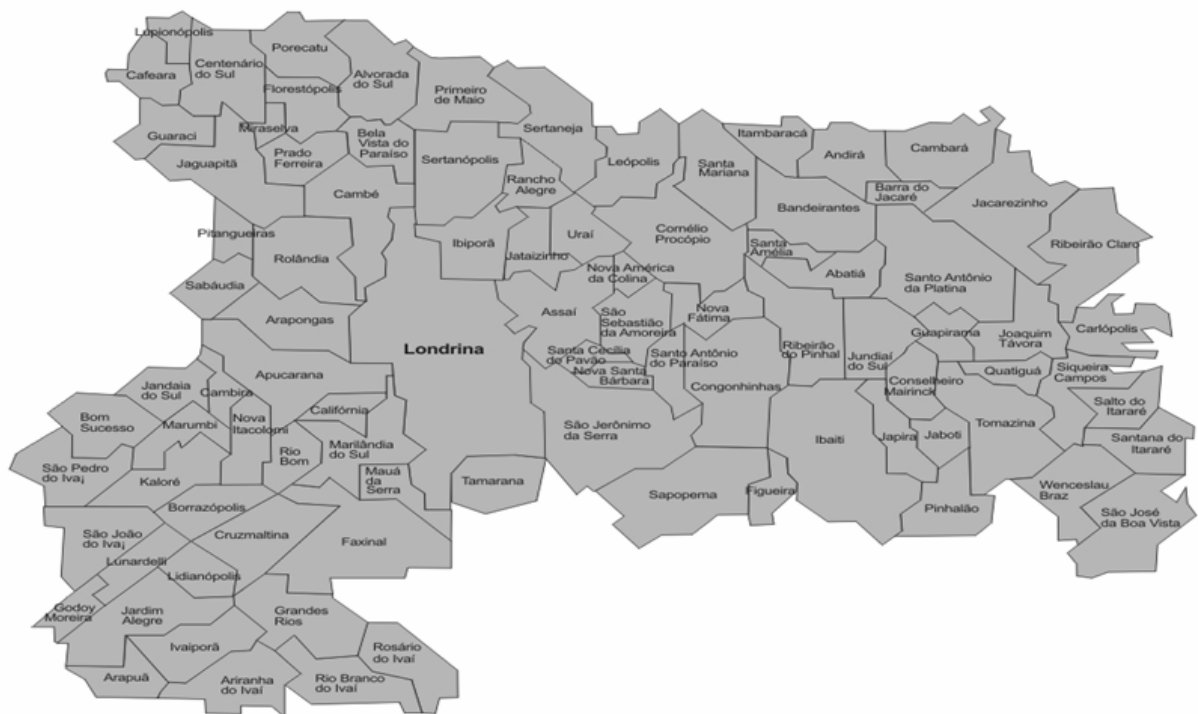 Lupionópolis
Cafeara
Centenário
do Sul
Porecatu
Florestópolis
Alvorada
do Sul
Primeiro
de Maio
Sertaneja
Guaraci
Jaguapitã
Miraselva
Prado
Ferreira
Bela
Vista do
Paraíso
Sertanópolis
Rancho
Alegre
Leópolis
Santa
Mariana
Itambaracá
Andirá
Cambará
Barra do
Jacaré
Jacarezinho
Bandeirantes
Ribeirão Claro
Cambé
Pitangueiras
Rolândia
Ibiporã
Jataizinho
Uraí
Cornélio
Procópio
Santa
Amélia
Abatiá
Santo Antônio
da Platina
Sabáudia
Arapongas
Nova América
da Colina
Assaí
São
Sebastião
da Amoreira
Nova
Fátima
Ribeirão
do Pinhal
Jundiaí
do Sul
Guapirama
Joaquim
Távora
Carlópolis
Londrina
Santa Cecília
do Pavão
Nova Santa
Bárbara
Santo Antônio
do Paraíso
Congonhinhas
Conselheiro
Mairinck
Quatiguá
Siqueira
Campos
Apucarana
Jandaia
do Sul
Cambira
Califórnia
Bom
Sucesso
Marumbi
Nova
Itacolomi
Rio
Bom
Marilândia
do Sul
São Jerônimo
da Serra
Ibaiti
Japira
Jaboti
Tomazina
Salto do
Itararé
Santana do
Itararé
São Pedro
do Iva¡
Kaloré
Mauá
da
Serra
Tamarana
Sapopema
Figueira
Pinhalão
Wenceslau
Braz
São José
da Boa Vista
Borrazópolis
São João
do Iva¡
Cruzmaltina
Faxinal
Lunardelli
Lidianópolis
Godoy
Moreira
Jardim
Alegre
Grandes
Rios
Ivaiporã
Rosário
do Ivaí
Arapuã
Ariranha
do Ivaí
Rio Branco
do Ivaí